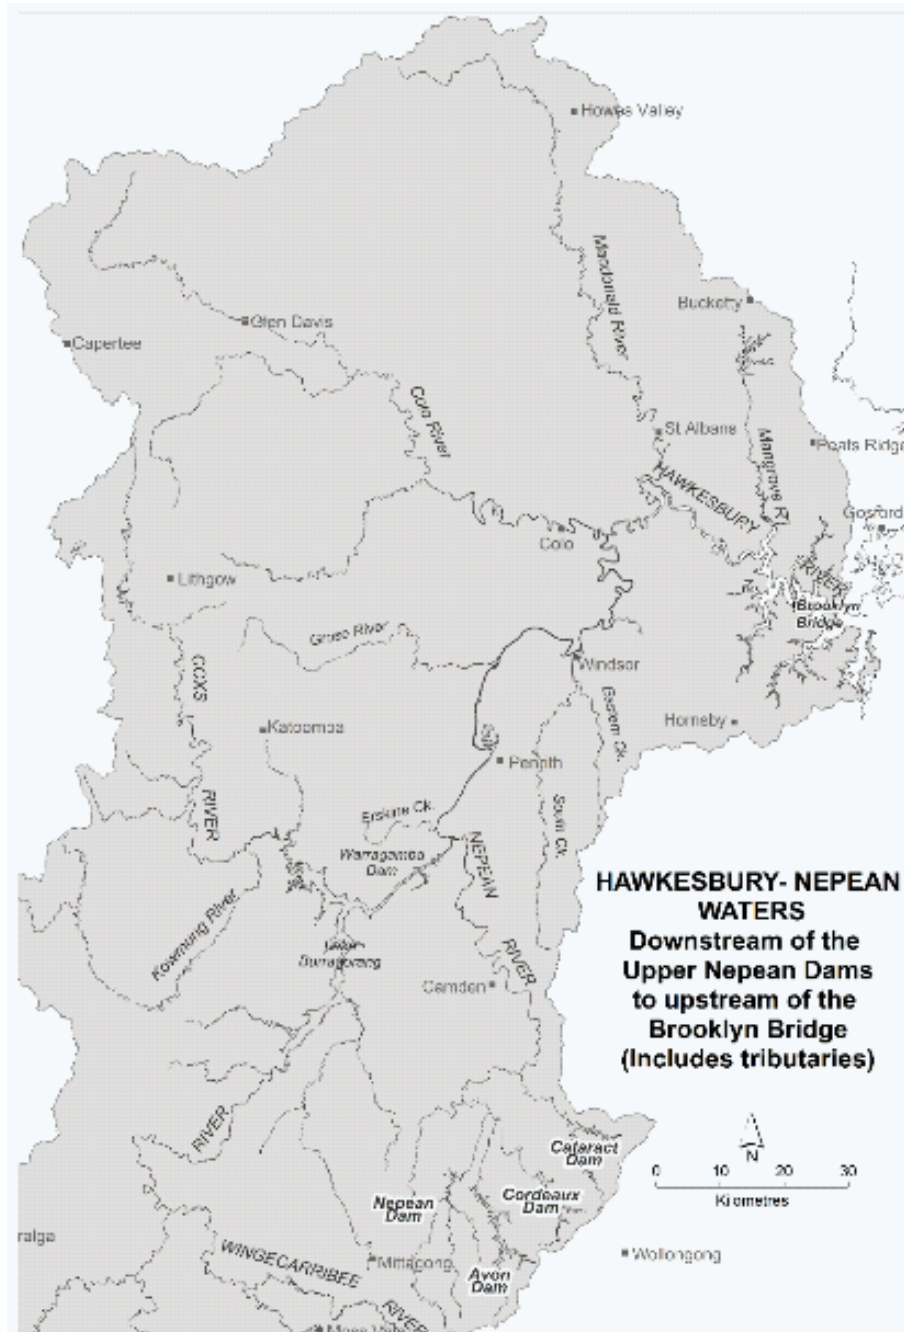 Howes Valley
Macdonald River
Bucketty
Glen Davis
Capertee
Colo River
St Albans
Mangrove R
Peats Ridge
HAWKESBURY
Gosford
Colo
RIVER
Lithgow
Brooklyn
Bridge
Grose River
Windsor
COXS
Eastern Ck.
Katoomba
Hornsby
Penrith
RIVER
Erskine Ck.
South Ck.
Warragamba
Dam
NEPEAN
HAWKESBURY- NEPEAN
WATERS
Downstream of the
Upper Nepean Dams
to upstream of the
Brooklyn Bridge
(Includes tributaries)
Kowmung River
Lake
Burragorang
RIVER
Camden
RIVER
Cataract
Dam
N
0 10 20 30
Kilometres
Cordeaux
Dam
Nepean
Dam
ralga
WINGECARRIBEE
Mittagong
Wollongong
Avon
Dam
RIVER
Moss